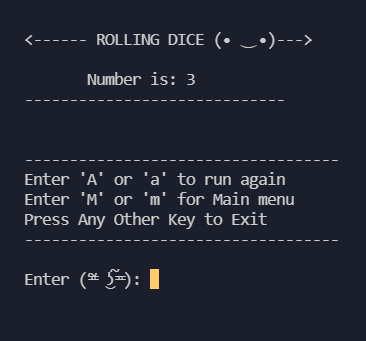 <------ ROLLING DICE (• ‿•)--->
Number is: 3
-----------------------------
-----------------------------------
Enter 'A' or 'a' to run again
Enter 'M' or 'm' for Main menu
Press Any Other Key to Exit
-----------------------------------
Enter (ᵒ̴̶̷͈ ͜ʖ̃=̃):